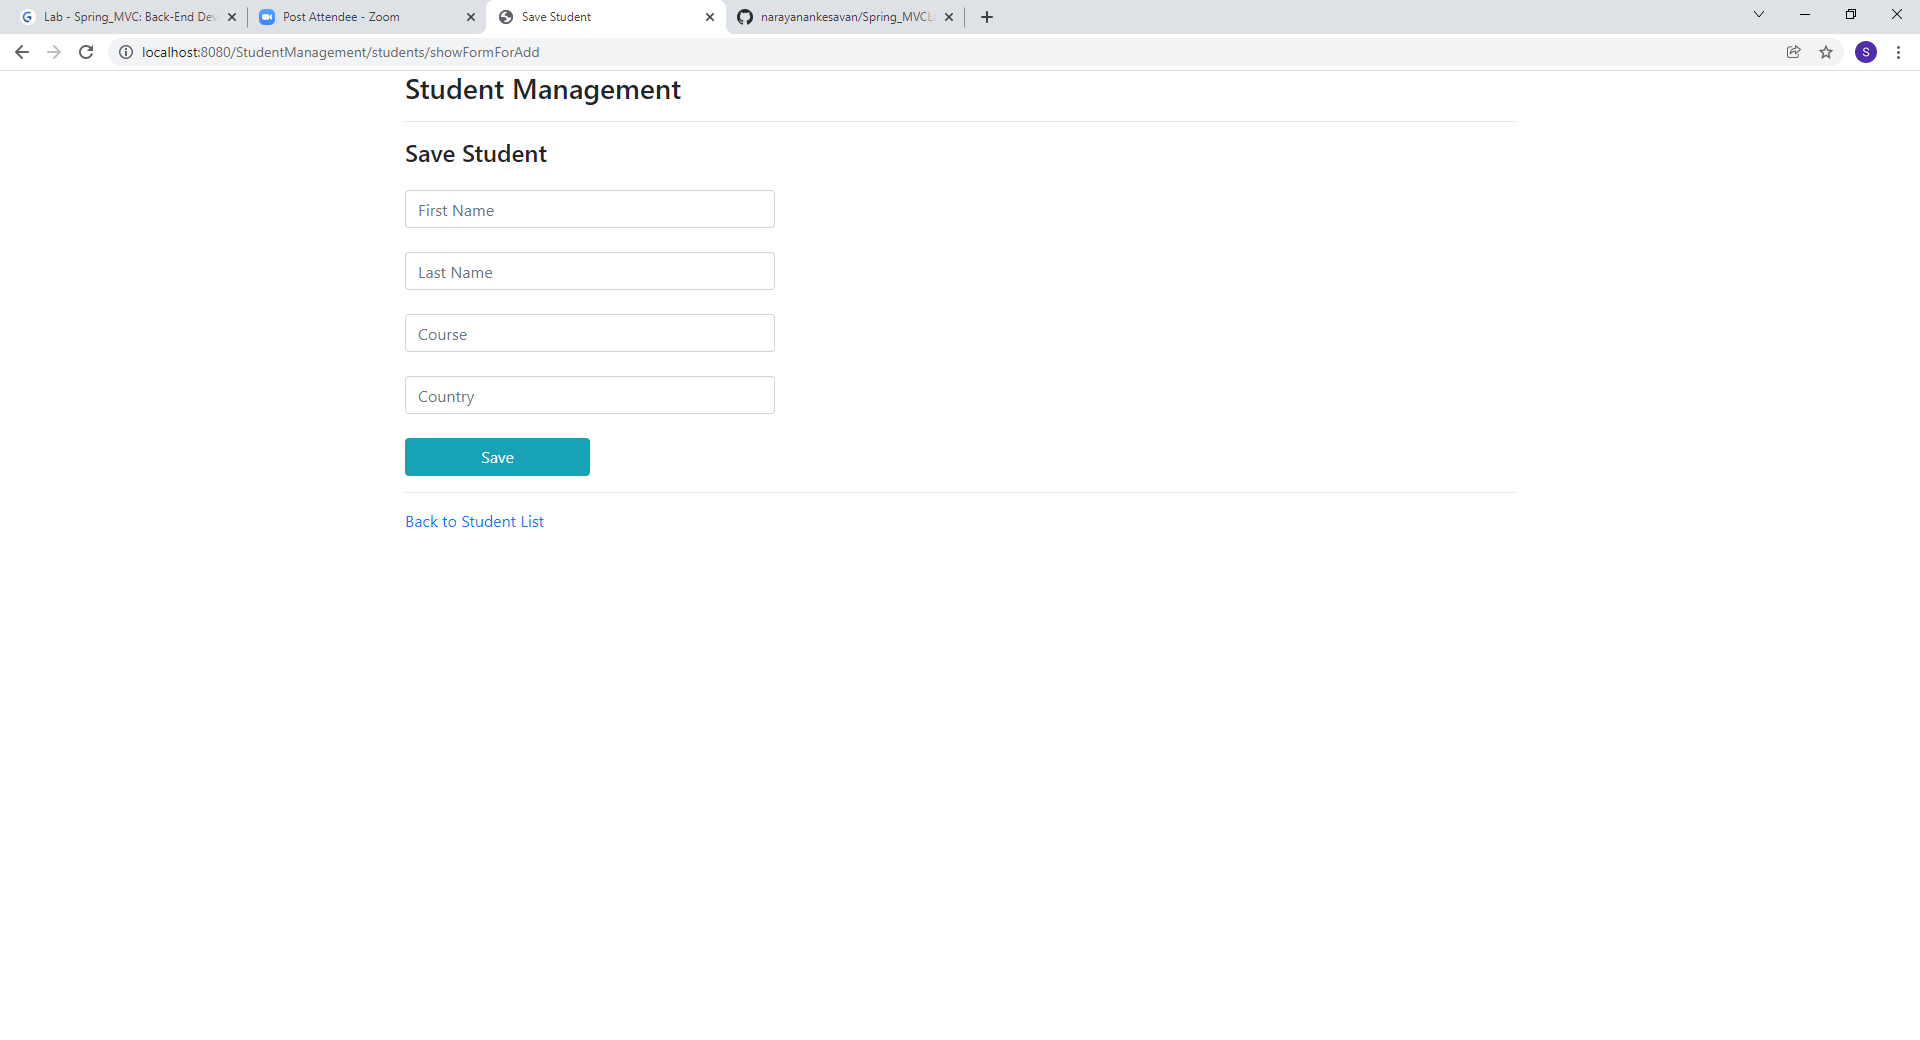 Lab - Spring_MVC: Back-End Dev
Post Attendee - Zoom
Save Student
narayanankesavan/Spring_MVCL
localhost:8080/StudentManagement/students/showFormForAdd
S
Student Management
Save Student
First Name
Last Name
Course
Country
Save
Back to Student List